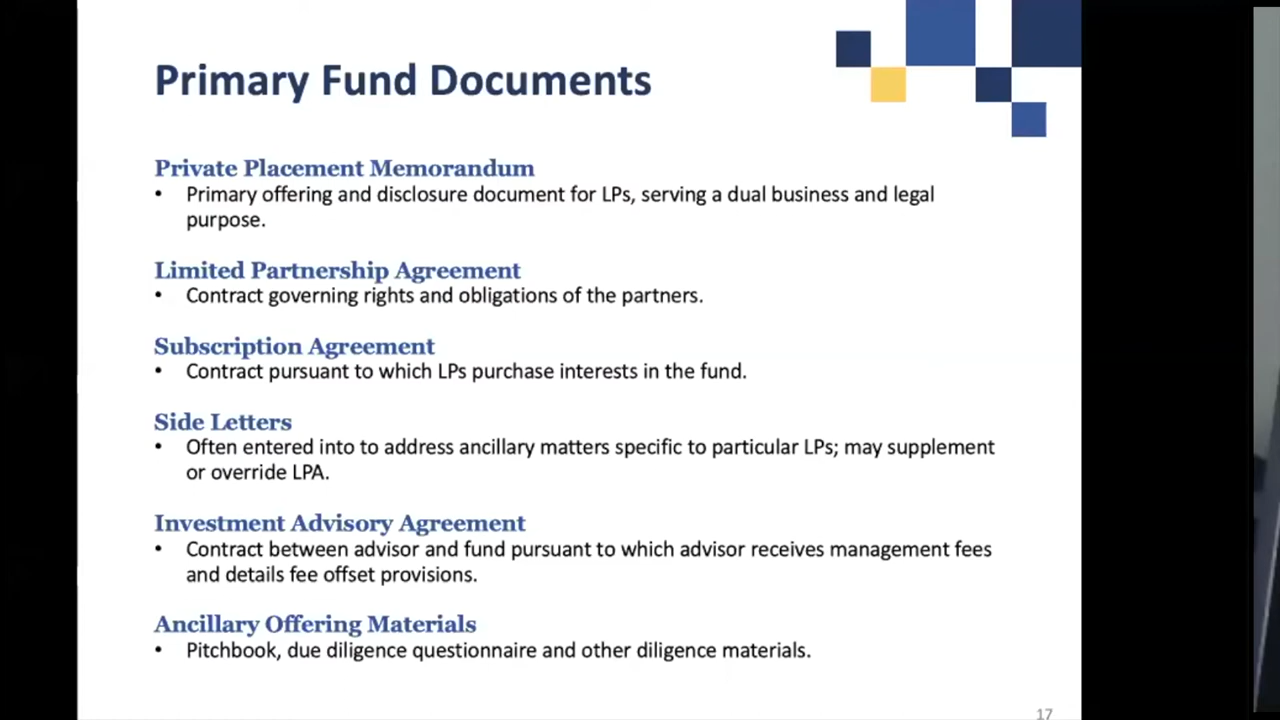 Primary Fund Documents
Private Placement Memorandum
• Primary offering and disclosure document for LPs, serving a dual business and legal
purpose.
Limited Partnership Agreement
• Contract governing rights and obligations of the partners.
Subscription Agreement
• Contract pursuant to which LPs purchase interests in the fund.
Side Letters
• Often entered into to address ancillary matters specific to particular LPs; may supplement
or override LPA.
Investment Advisory Agreement
• Contract between advisor and fund pursuant to which advisor receives management fees
and details fee offset provisions.
Ancillary Offering Materials
• Pitchbook, due diligence questionnaire and other diligence materials.
17